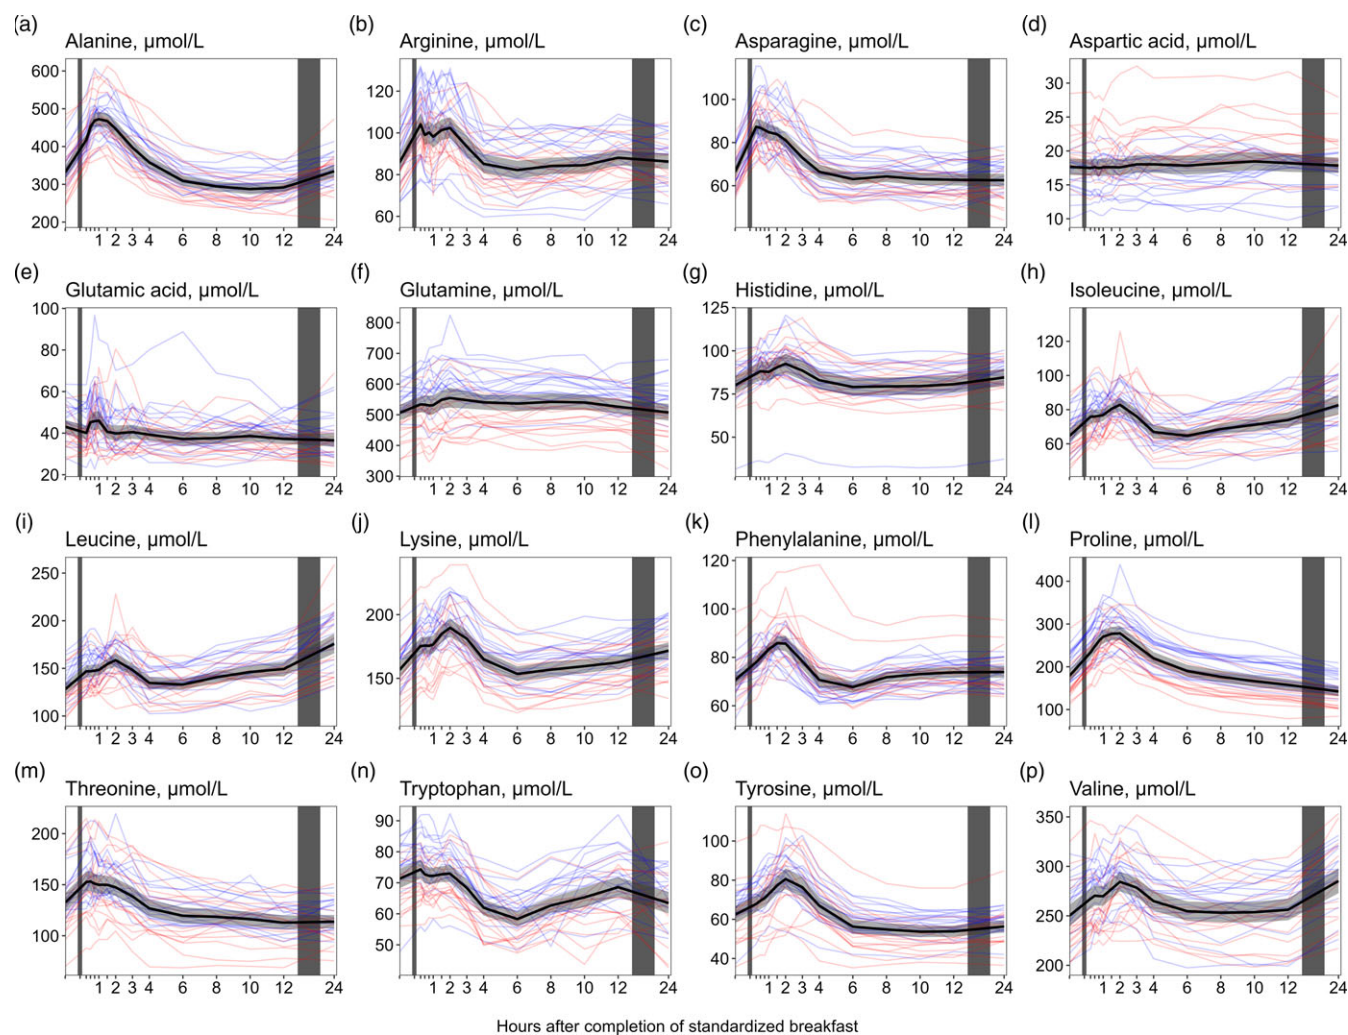 (a) (b) (c) (d)
Alanine, µmol/L Arginine, µmol/L Asparagine, µmol/L Aspartic acid, µmol/L
600
500
400
300
200
1 2 3 4 6 8 10 12 24
120
100
80
60
1 2 3 4 6 8 10 12 24
100
80
60
1 2 3 4 6 8 10 12 24
30
25
20
15
10
1 2 3 4 6 8 10 12 24
(e) (f) (g) (h)
Glutamic acid, µmol/L Glutamine, µmol/L Histidine, µmol/L Isoleucine, µmol/L
100
80
60
40
20
1 2 3 4 6 8 10 12 24
800
700
600
500
400
300
1 2 3 4 6 8 10 12 24
125
100
75
50
1 2 3 4 6 8 10 12 24
120
100
80
60
1 2 3 4 6 8 10 12 24
(i) (j) (k) (l)
Leucine, µmol/L Lysine, µmol/L Phenylalanine, µmol/L Proline, µmol/L
250
200
150
100
1 2 3 4 6 8 10 12 24
200
150
1 2 3 4 6 8 10 12 24
120
100
80
60
1 2 3 4 6 8 10 12 24
400
300
200
100
1 2 3 4 6 8 10 12 24
(m) (n) (o) (p)
Threonine, µmol/L Tryptophan, µmol/L Tyrosine, µmol/L Valine, µmol/L
200
150
100
1 2 3 4 6 8 10 12 24
90
80
70
60
50
1 2 3 4 6 8 10 12 24
100
80
60
40
1 2 3 4 6 8 10 12 24
350
300
250
200
1 2 3 4 6 8 10 12 24
Hours after completion of standardized breakfast